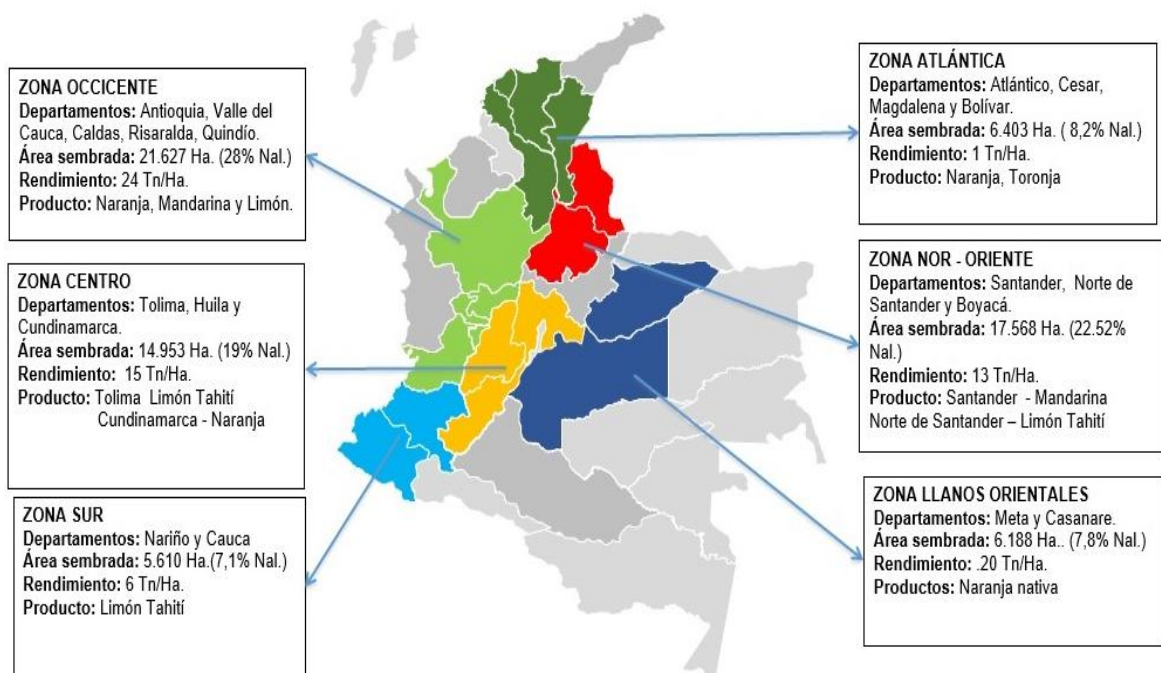 ZONA OCCICENTE
Departamentos: Antioquia, Valle del
Cauca, Caldas, Risaralda, Quindío.
Área sembrada: 21.627 Ha. (28% Nal.)
Rendimiento: 24 Tn/Ha.
Producto: Naranja, Mandarina y Limón.
ZONA CENTRO
Departamentos: Tolima, Huila y
Cundinamarca.
Área sembrada: 14.953 Ha. (19% Nal.)
Rendimiento: 15 Tn/Ha.
Producto: Tolima Limón Tahití
Cundinamarca - Naranja
ZONA SUR
Departamentos: Nariño y Cauca
Área sembrada: 5.610 Ha.(7,1% Nal.)
Rendimiento: 6 Tn/Ha.
Producto: Limón Tahití
ZONA ATLÁNTICA
Departamentos: Atlántico, Cesar,
Magdalena y Bolívar.
Área sembrada: 6.403 Ha. ( 8,2% Nal.)
Rendimiento: 1 Tn/Ha.
Producto: Naranja, Toronja
ZONA NOR - ORIENTE
Departamentos: Santander, Norte de
Santander y Boyacá.
Área sembrada: 17.568 Ha. (22.52%
Nal.)
Rendimiento: 13 Tn/Ha.
Producto: Santander - Mandarina
Norte de Santander – Limón Tahití
ZONA LLANOS ORIENTALES
Departamentos: Meta y Casanare.
Área sembrada: 6.188 Ha.. (7,8% Nal.)
Rendimiento: .20 Tn/Ha.
Productos: Naranja nativa